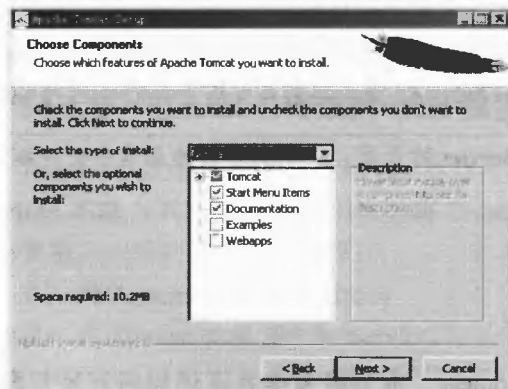 Apache Tomcat Setup
Choose Components
Choose which features of Apache Tomcat you want to install.
Check the components you want to install and uncheck the components you don't want to
install. Click Next to continue.
Select the type of install:
Or, select the optional
components you wish to
install:
Tomcat
Start Menu Items
Documentation
Examples
Webapps
Description
Space required: 10.2MB
< Back
Next >
Cancel